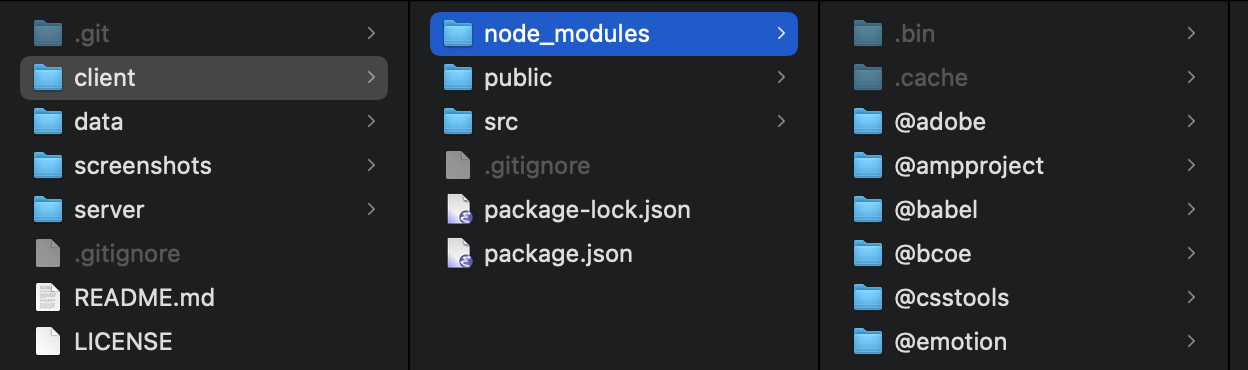 .git
client
data
screenshots
server
.gitignore
README.md
LICENSE
node_modules
public
src
.gitignore
package-lock.json
package.json
.bin
.cache
@adobe
@ampproject
@babel
@bcoe
@csstools
@emotion